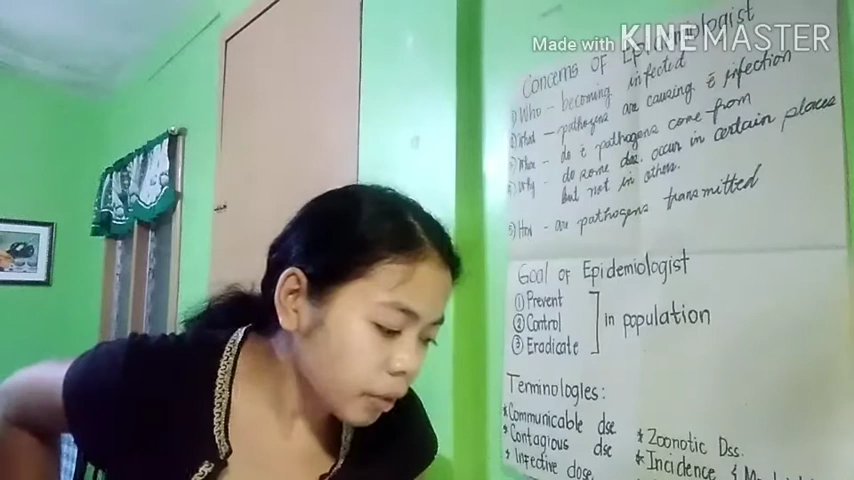 Made with KINEMASTER
Concerns of Epidemiologist
① Who - becoming infected
② What - pathogens are causing c̄ infection
③ Where - do c̄ pathogens come from
④ Why - do some dse. occur in certain places
but not in others.
⑤ How - are pathogens transmitted
Goal of Epidemiologist
① Prevent
② Control
③ Eradicate
in population
Terminologies:
* Communicable dse
* Contagious dse
* Infective dose
* Zoonotic Dss.
* Incidence &